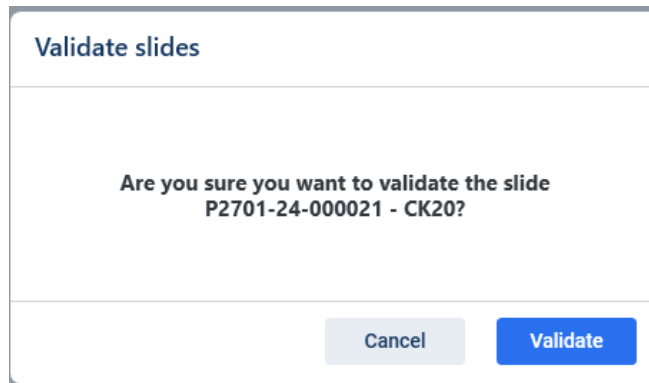 Validate slides
Are you sure you want to validate the slide
P2701-24-000021 - CK20?
Cancel
Validate